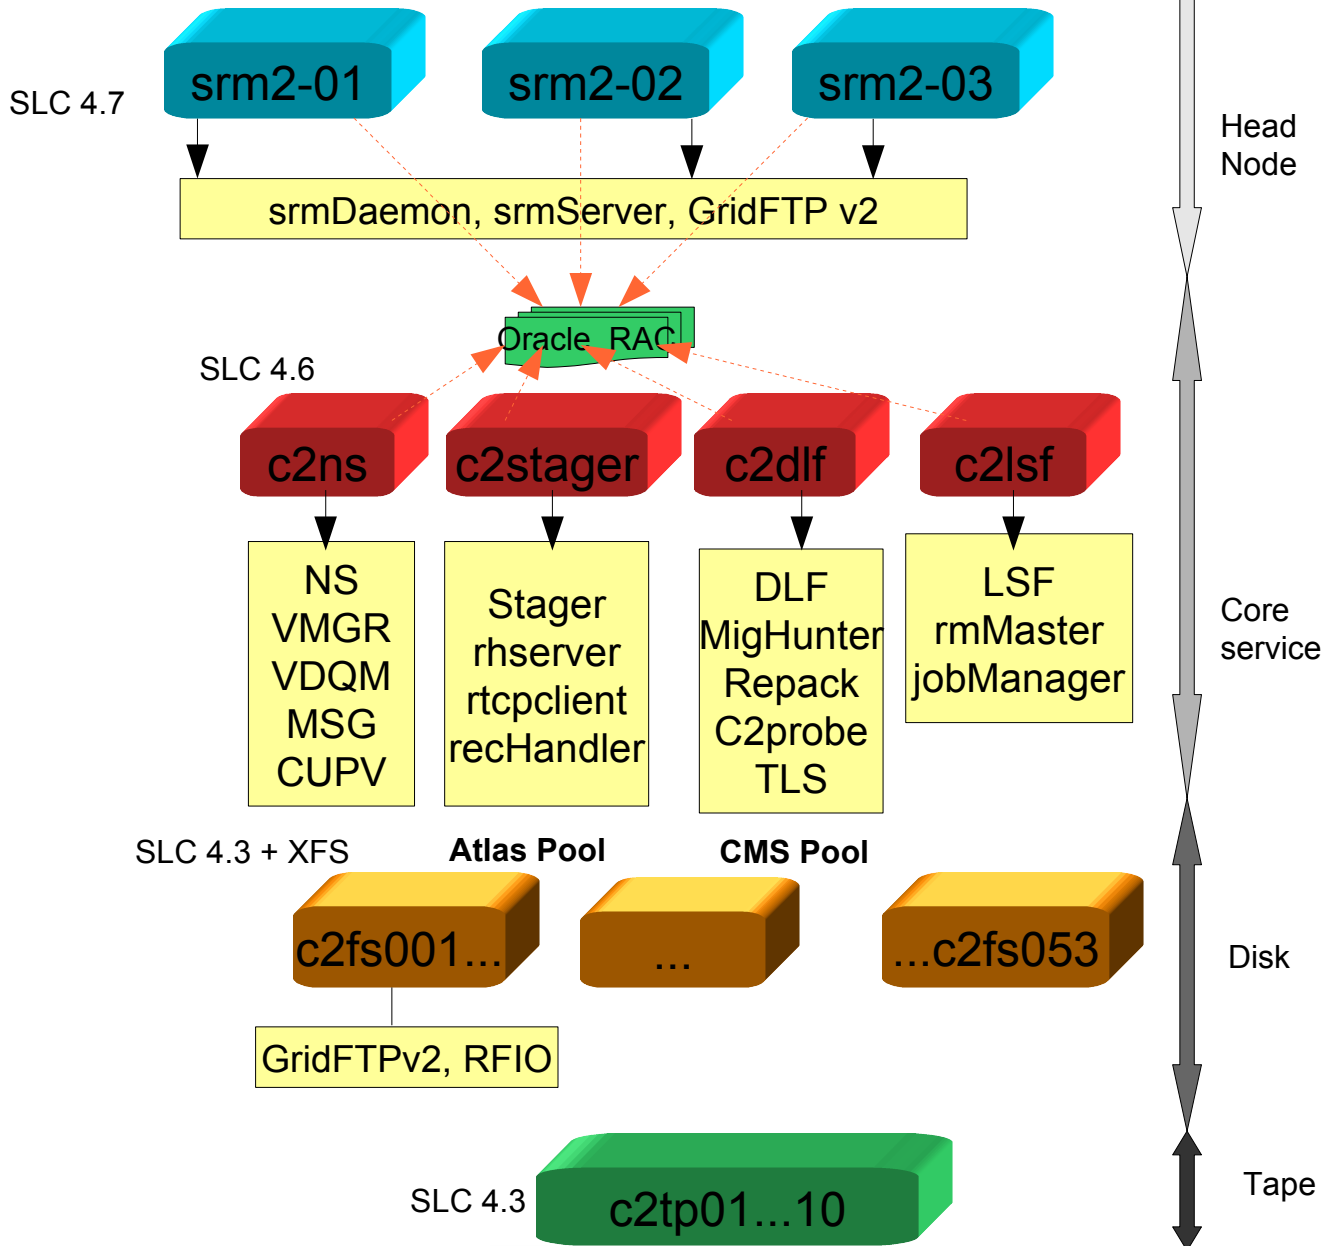 srm2-01
srm2-02
srm2-03
SLC 4.7
Head
Node
srmDaemon, srmServer, GridFTP v2
Oracle RAC
SLC 4.6
c2ns
c2stager
c2dlf
c2lsf
NS
VMGR
VDQM
MSG
CUPV
Stager
rhserver
rtcpclient
recHandler
DLF
MigHunter
Repack
C2probe
TLS
LSF
rmMaster
jobManager
Core
service
SLC 4.3 + XFS
Atlas Pool
CMS Pool
c2fs001...
...
...c2fs053
Disk
GridFTPv2, RFIO
SLC 4.3
c2tp01...10
Tape